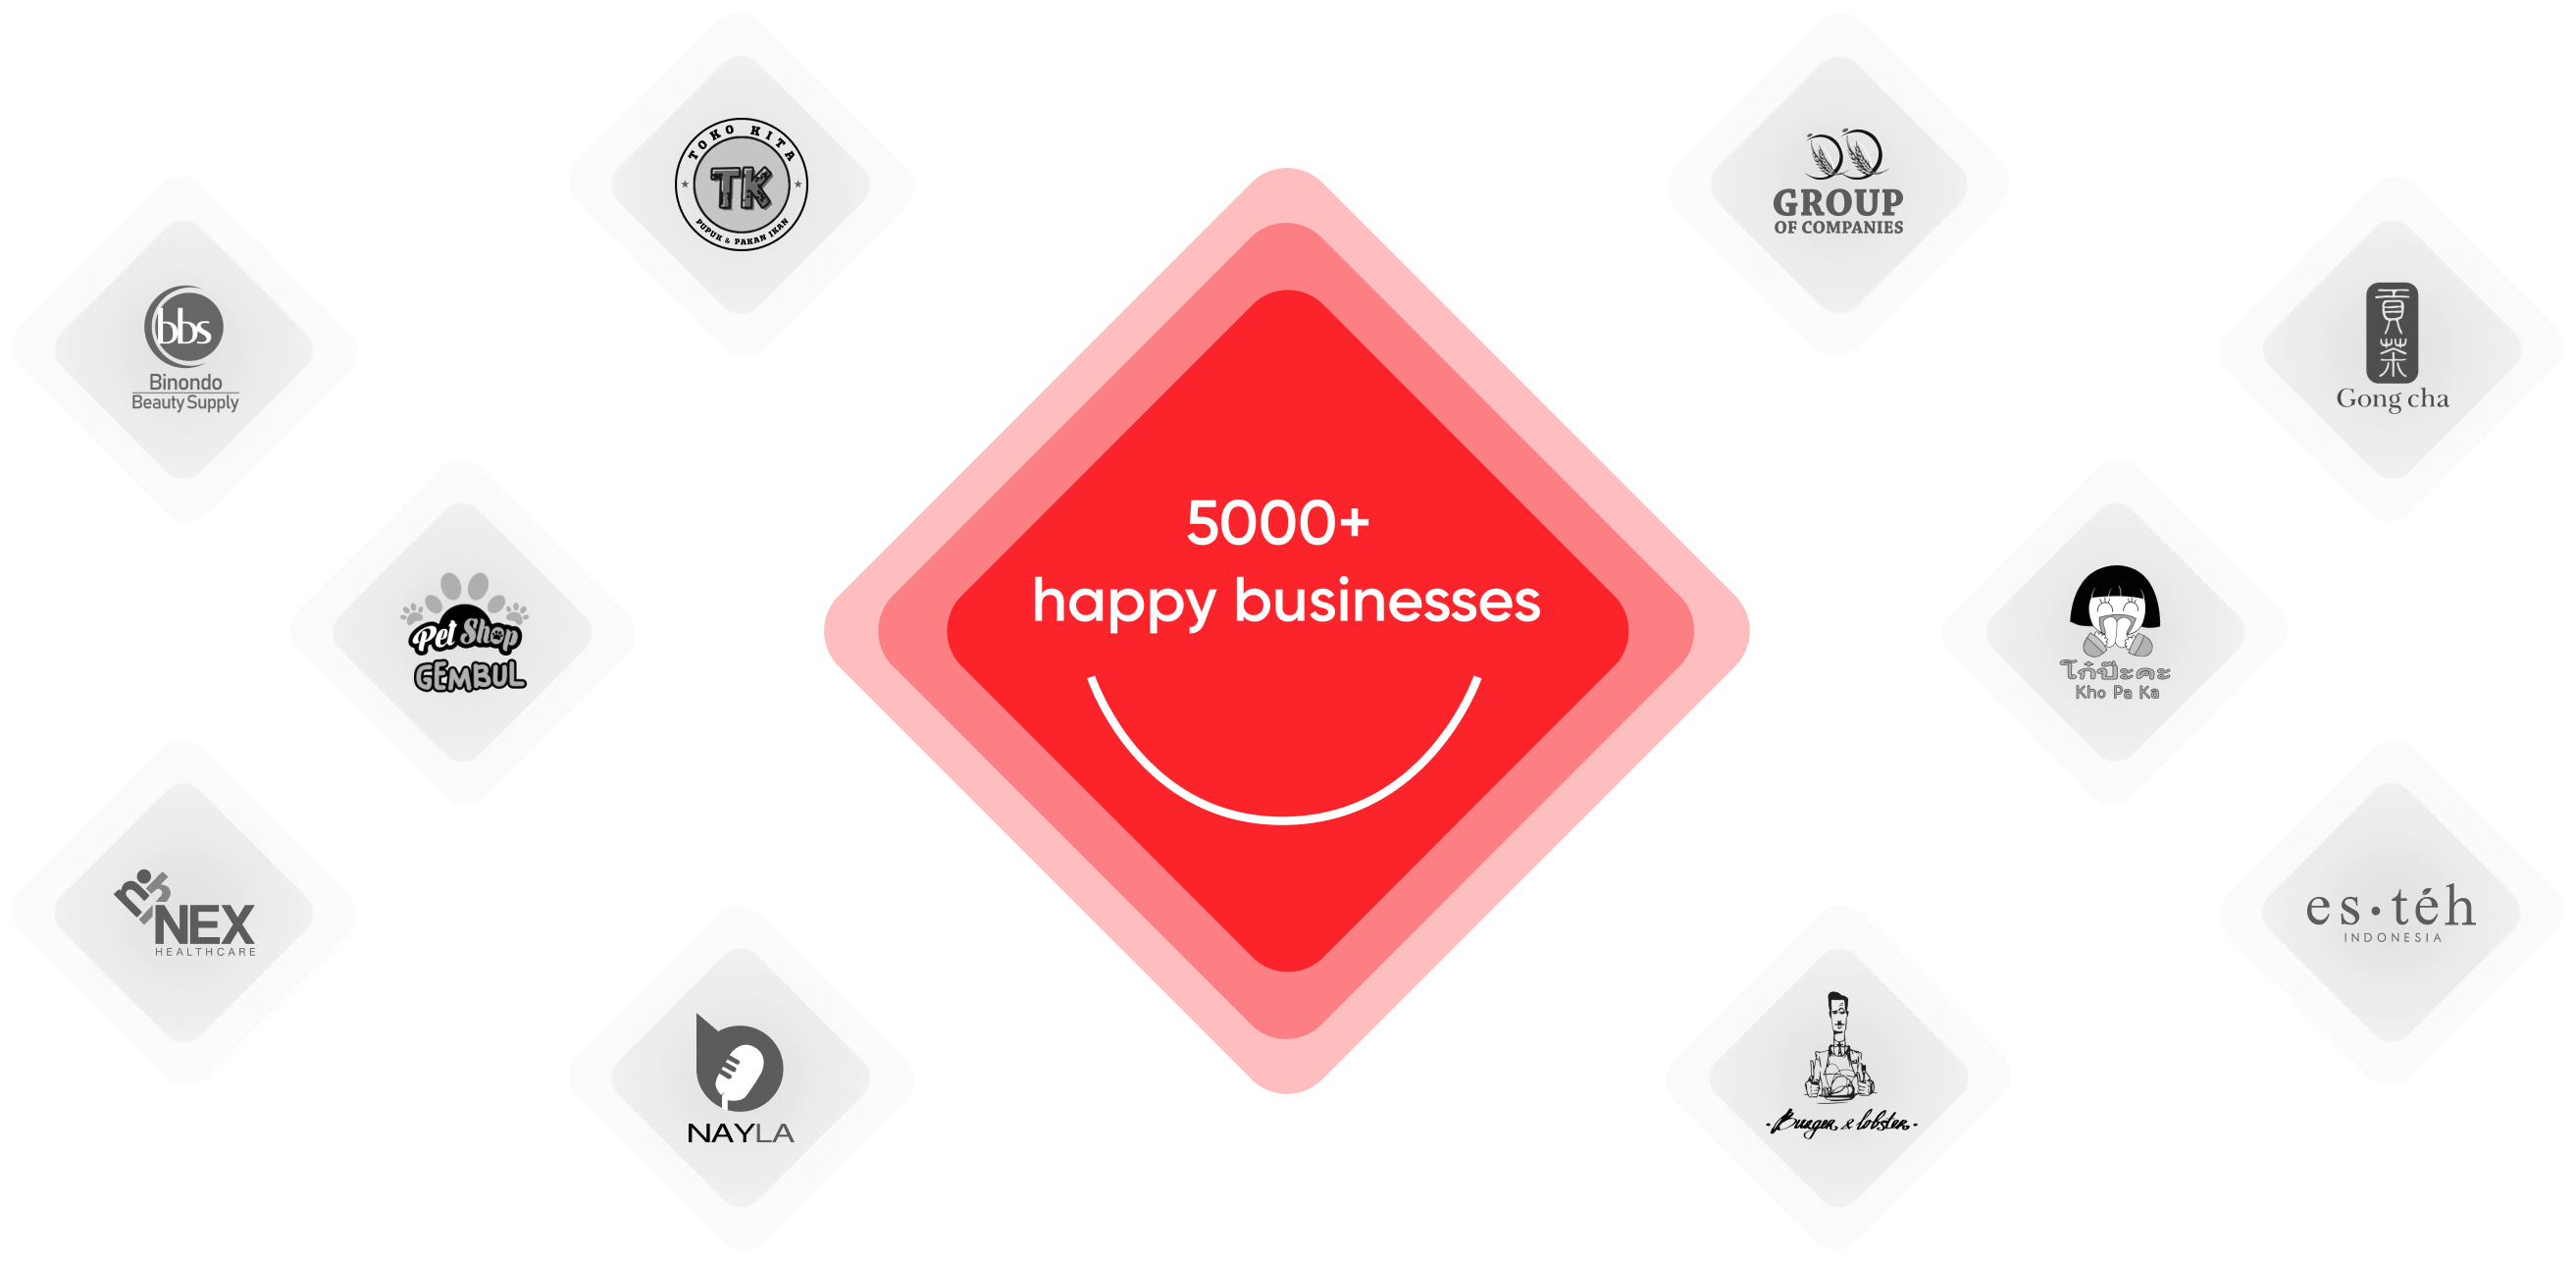 TOKO KITA
TK
PUPUK & PAKAN IKAN
GROUP
OF COMPANIES
bbs
Binondo
Beauty Supply
貢茶
Gong cha
5000+
happy businesses
Pet Shop
GEMBUL
โก๋ป๊ะคะ
Kho Pa Ka
NEX
HEALTHCARE
es•téh
INDONESIA
NAYLA
·Burger & lobster·